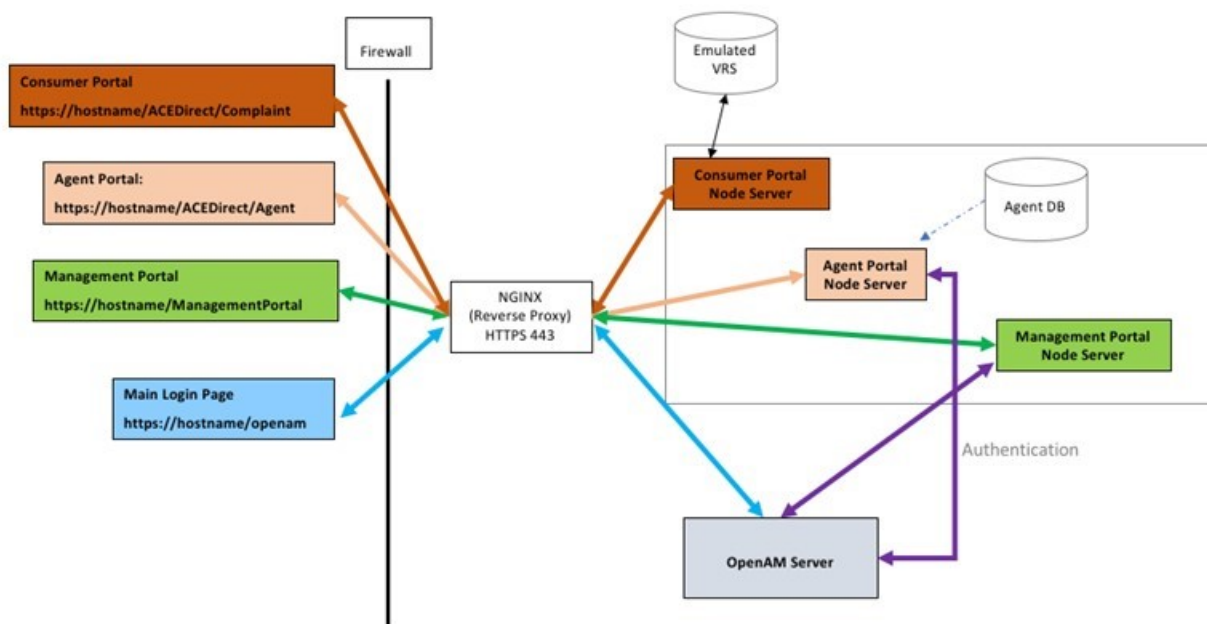 Firewall
Emulated
VRS
Consumer Portal
https://hostname/ACEDirect/Complaint
Agent Portal:
https://hostname/ACEDirect/Agent
Management Portal
https://hostname/ManagementPortal
Main Login Page
https://hostname/openam
NGINX
(Reverse Proxy)
HTTPS 443
Consumer Portal
Node Server
Agent DB
Agent Portal
Node Server
Management Portal
Node Server
Authentication
OpenAM Server